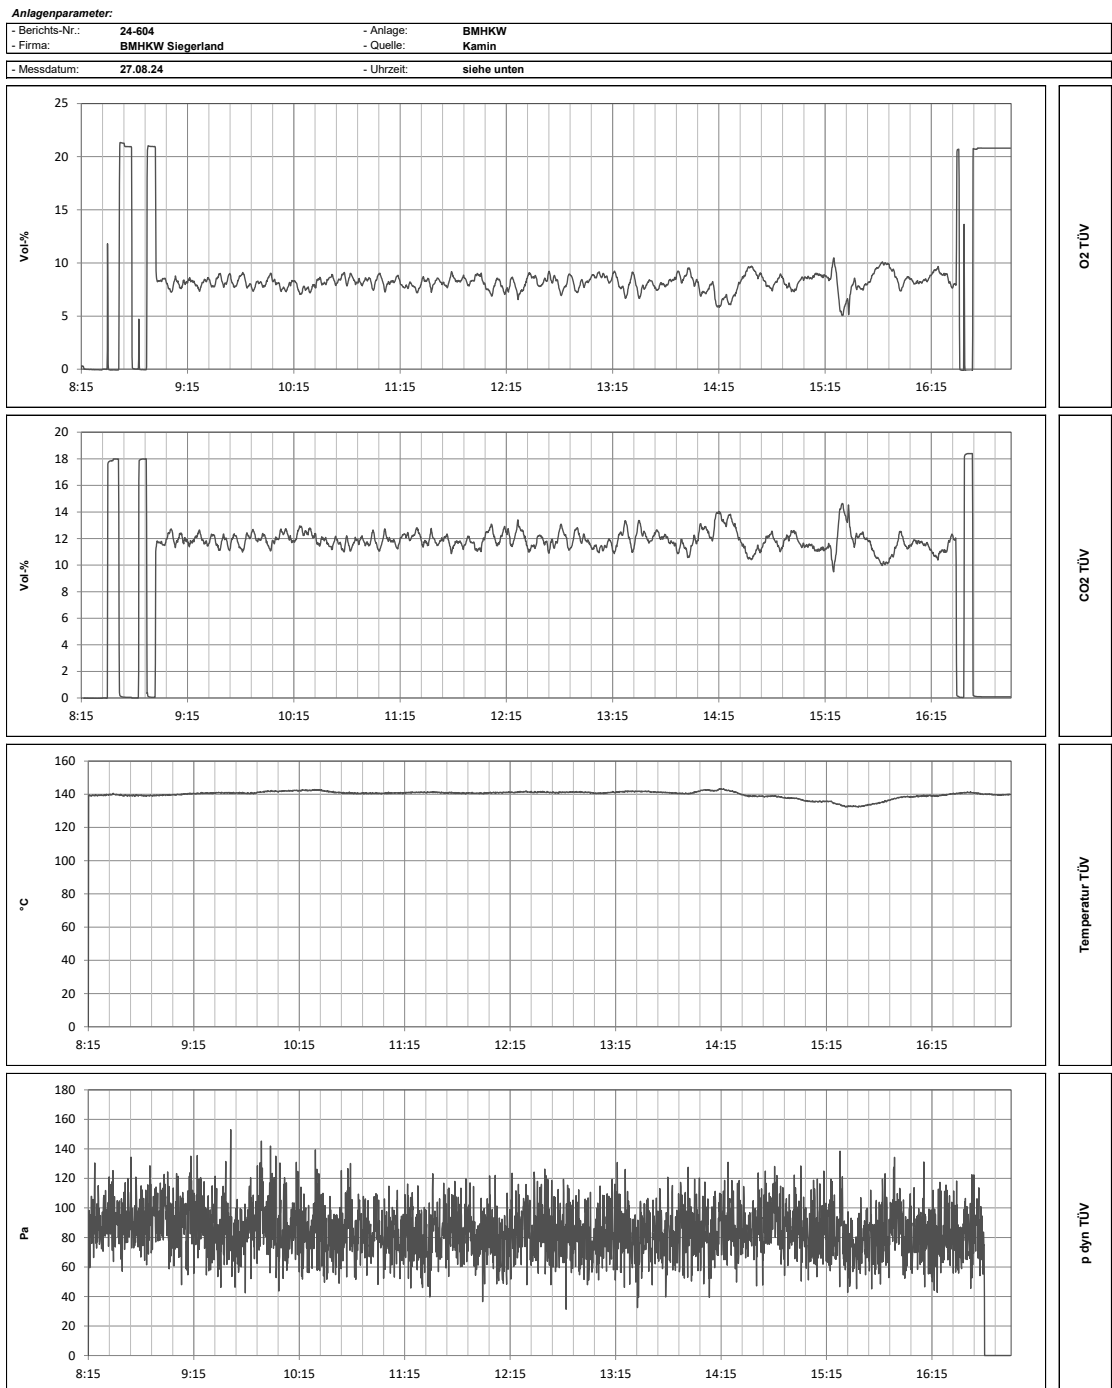 Anlagenparameter:
- Berichts-Nr.: 24-604 - Anlage: BMHKW
- Firma: BMHKW Siegerland - Quelle: Kamin
- Messdatum: 27.08.24 - Uhrzeit: siehe unten
25
20
15
10
5
0
Vol-%
8:15 9:15 10:15 11:15 12:15 13:15 14:15 15:15 16:15
O2 TÜV
20
18
16
14
12
10
8
6
4
2
0
Vol-%
8:15 9:15 10:15 11:15 12:15 13:15 14:15 15:15 16:15
CO2 TÜV
160
140
120
100
80
60
40
20
0
°C
8:15 9:15 10:15 11:15 12:15 13:15 14:15 15:15 16:15
Temperatur TÜV
180
160
140
120
100
80
60
40
20
0
Pa
8:15 9:15 10:15 11:15 12:15 13:15 14:15 15:15 16:15
p dyn TÜV